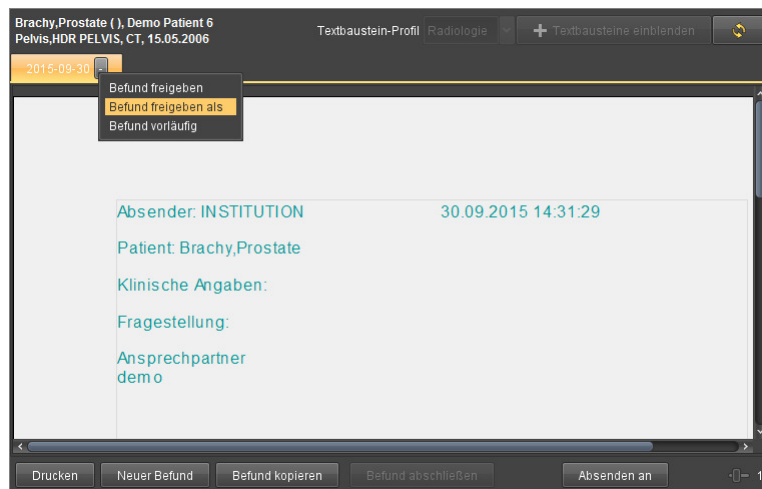 Brachy,Prostate ( ), Demo Patient 6
Pelvis,HDR PELVIS, CT, 15.05.2006
Textbaustein-Profil Radiologie + Textbausteine einblenden
2015-09-30
Befund freigeben
Befund freigeben als
Befund vorläufig
Absender: INSTITUTION 30.09.2015 14:31:29
Patient: Brachy,Prostate
Klinische Angaben:
Fragestellung:
Ansprechpartner
demo
Drucken Neuer Befund Befund kopieren Befund abschließen Absenden an 1